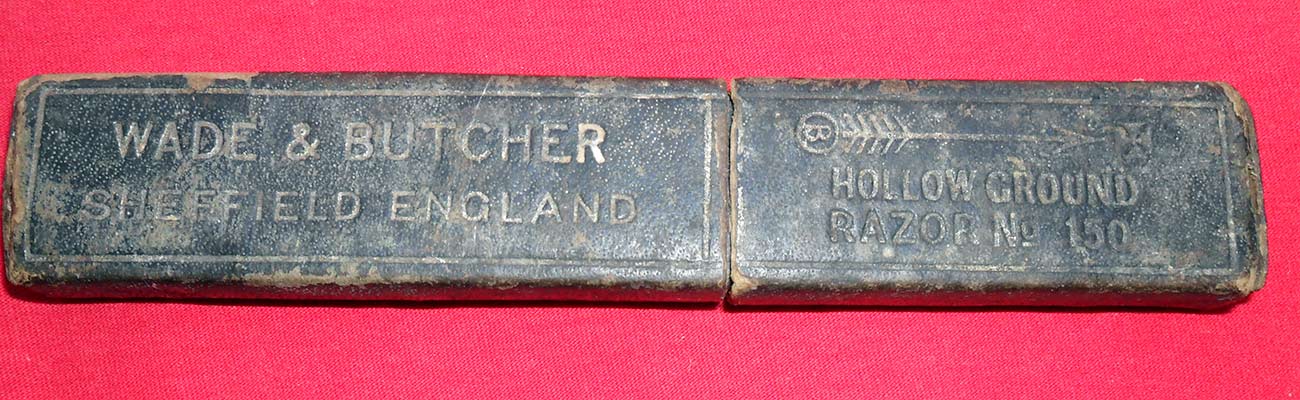 WADE & BUTCHER
SHEFFIELD ENGLAND
B
HOLLOW GROUND
RAZOR No 150